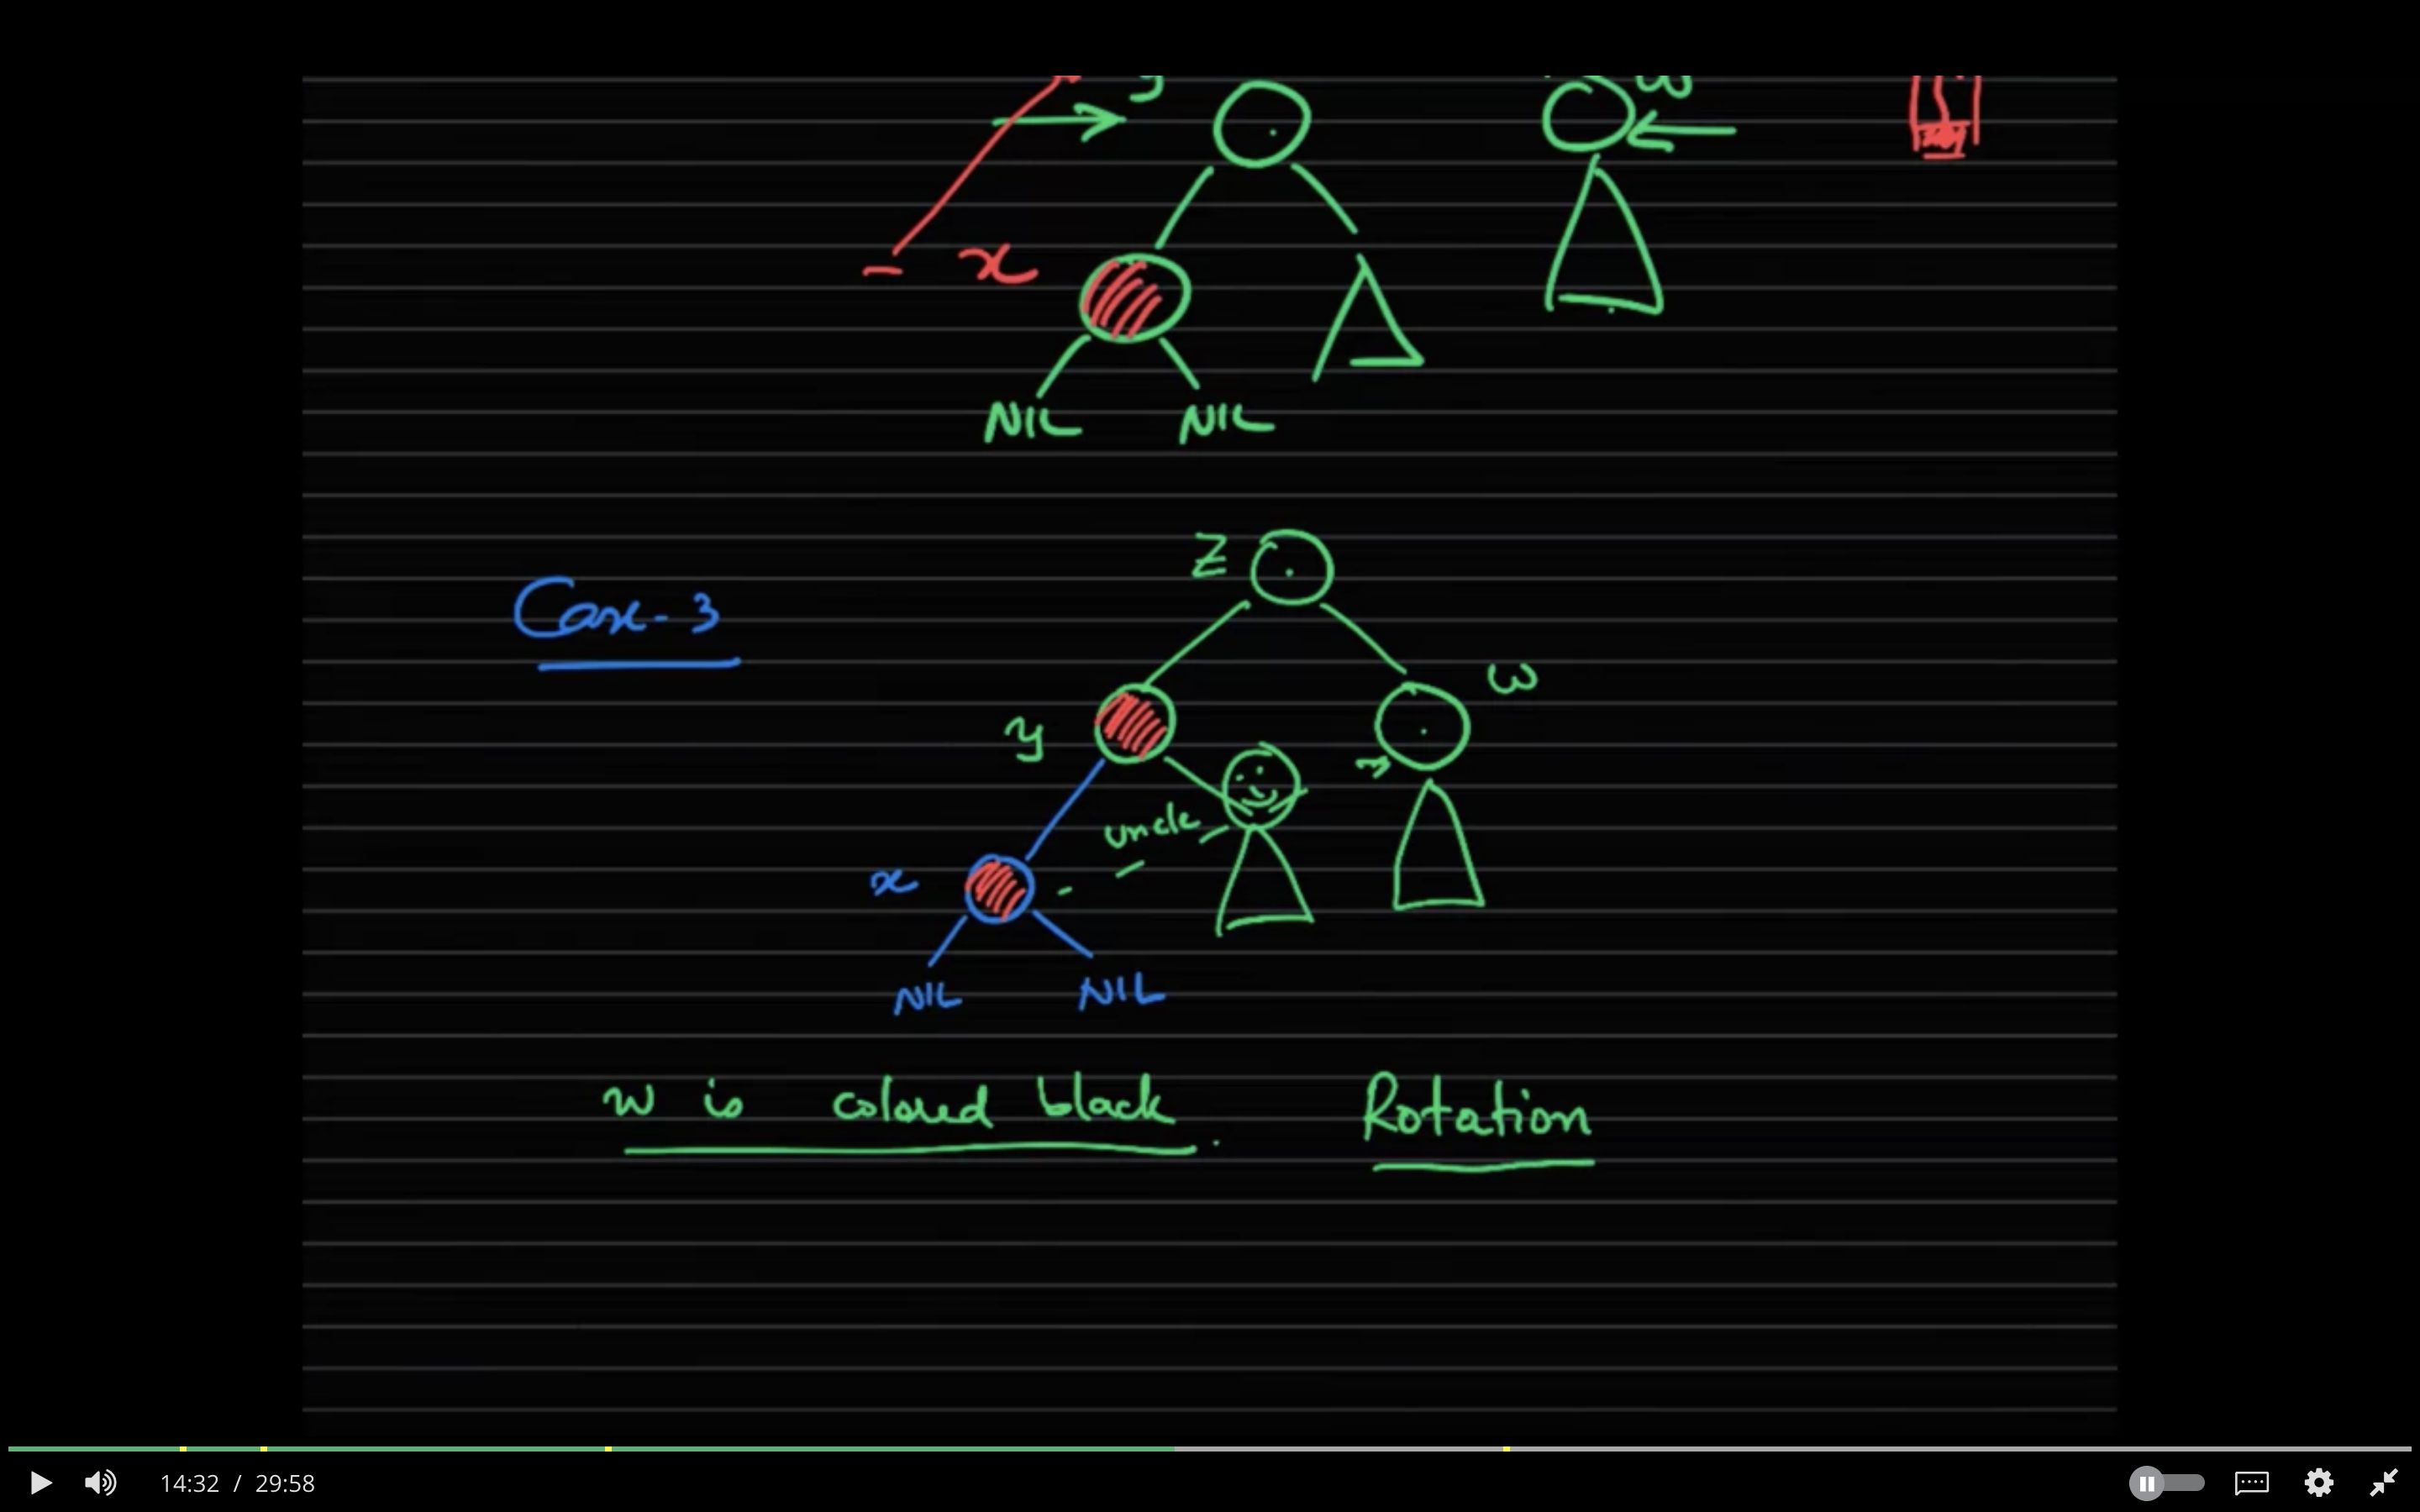 x
NIL NIL
z
Case-3
w
y
uncle
x
NIL NIL
w is colored black. Rotation
14:32 / 29:58